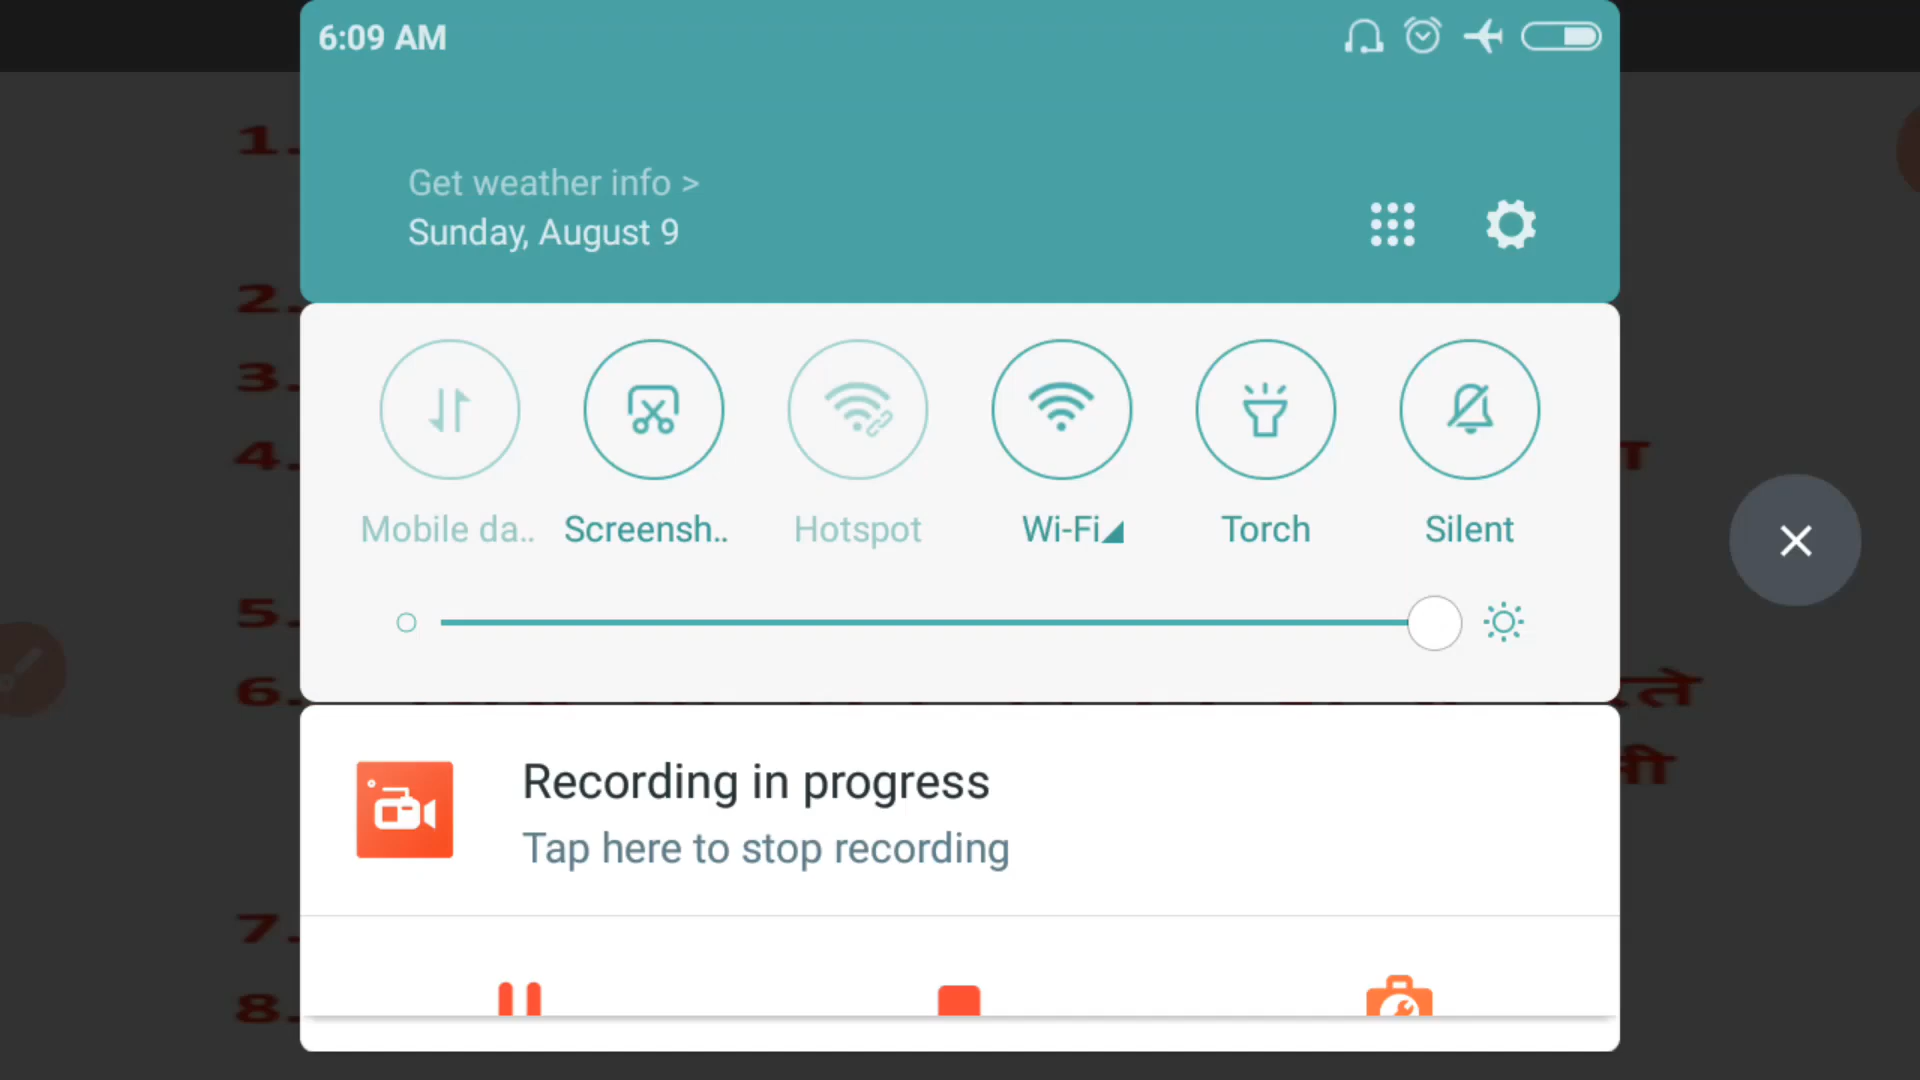 6:09 AM
Get weather info >
Sunday, August 9
Mobile da..
Screensh..
Hotspot
Wi-Fi
Torch
Silent
Recording in progress
Tap here to stop recording
1.
2.
3.
4.
5.
6.
7.
8.